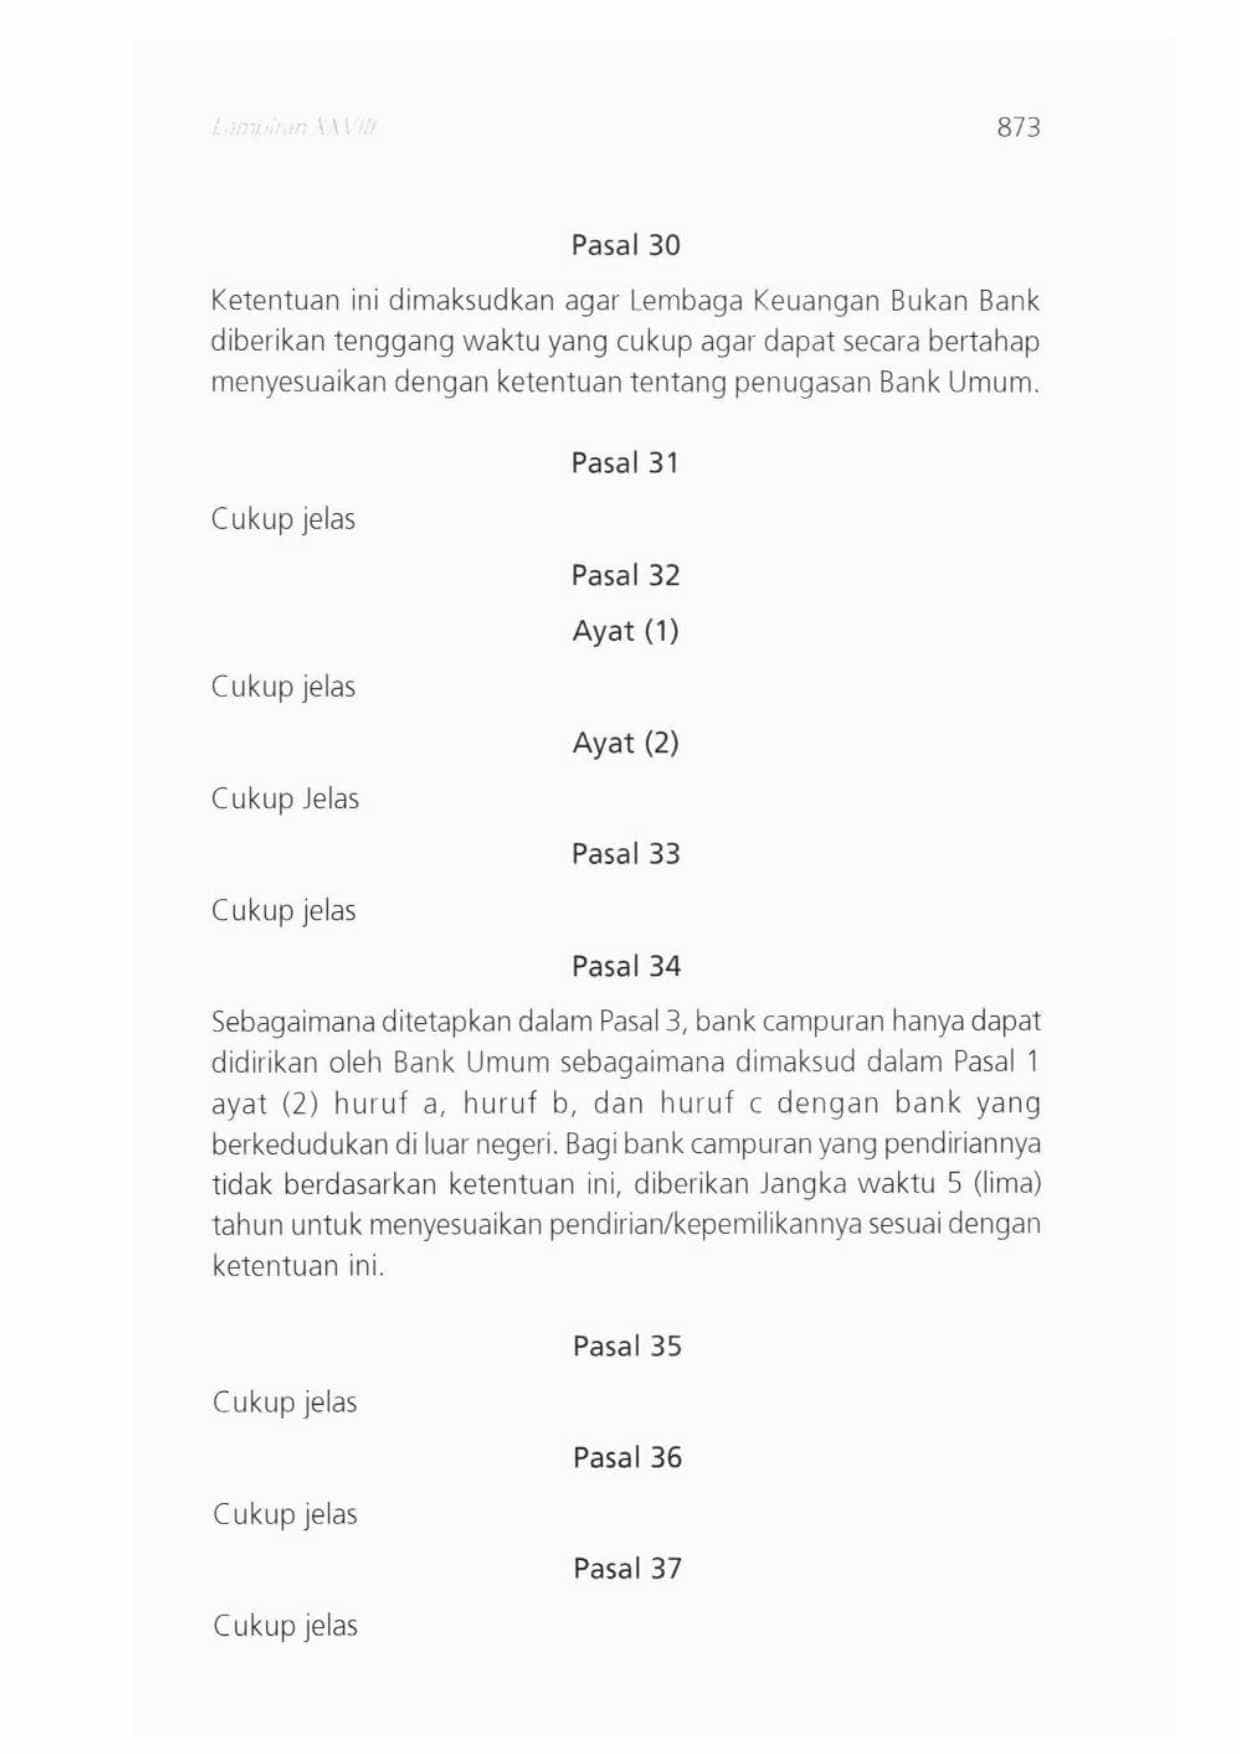 Lampiran XXVIII 873
Pasal 30
Ketentuan ini dimaksudkan agar Lembaga Keuangan Bukan Bank
diberikan tenggang waktu yang cukup agar dapat secara bertahap
menyesuaikan dengan ketentuan tentang penugasan Bank Umum.
Pasal 31
Cukup jelas
Pasal 32
Ayat (1)
Cukup jelas
Ayat (2)
Cukup Jelas
Pasal 33
Cukup jelas
Pasal 34
Sebagaimana ditetapkan dalam Pasal 3, bank campuran hanya dapat
didirikan oleh Bank Umum sebagaimana dimaksud dalam Pasal 1
ayat (2) huruf a, huruf b, dan huruf c dengan bank yang
berkedudukan di luar negeri. Bagi bank campuran yang pendiriannya
tidak berdasarkan ketentuan ini, diberikan Jangka waktu 5 (lima)
tahun untuk menyesuaikan pendirian/kepemilikannya sesuai dengan
ketentuan ini.
Pasal 35
Cukup jelas
Pasal 36
Cukup jelas
Pasal 37
Cukup jelas